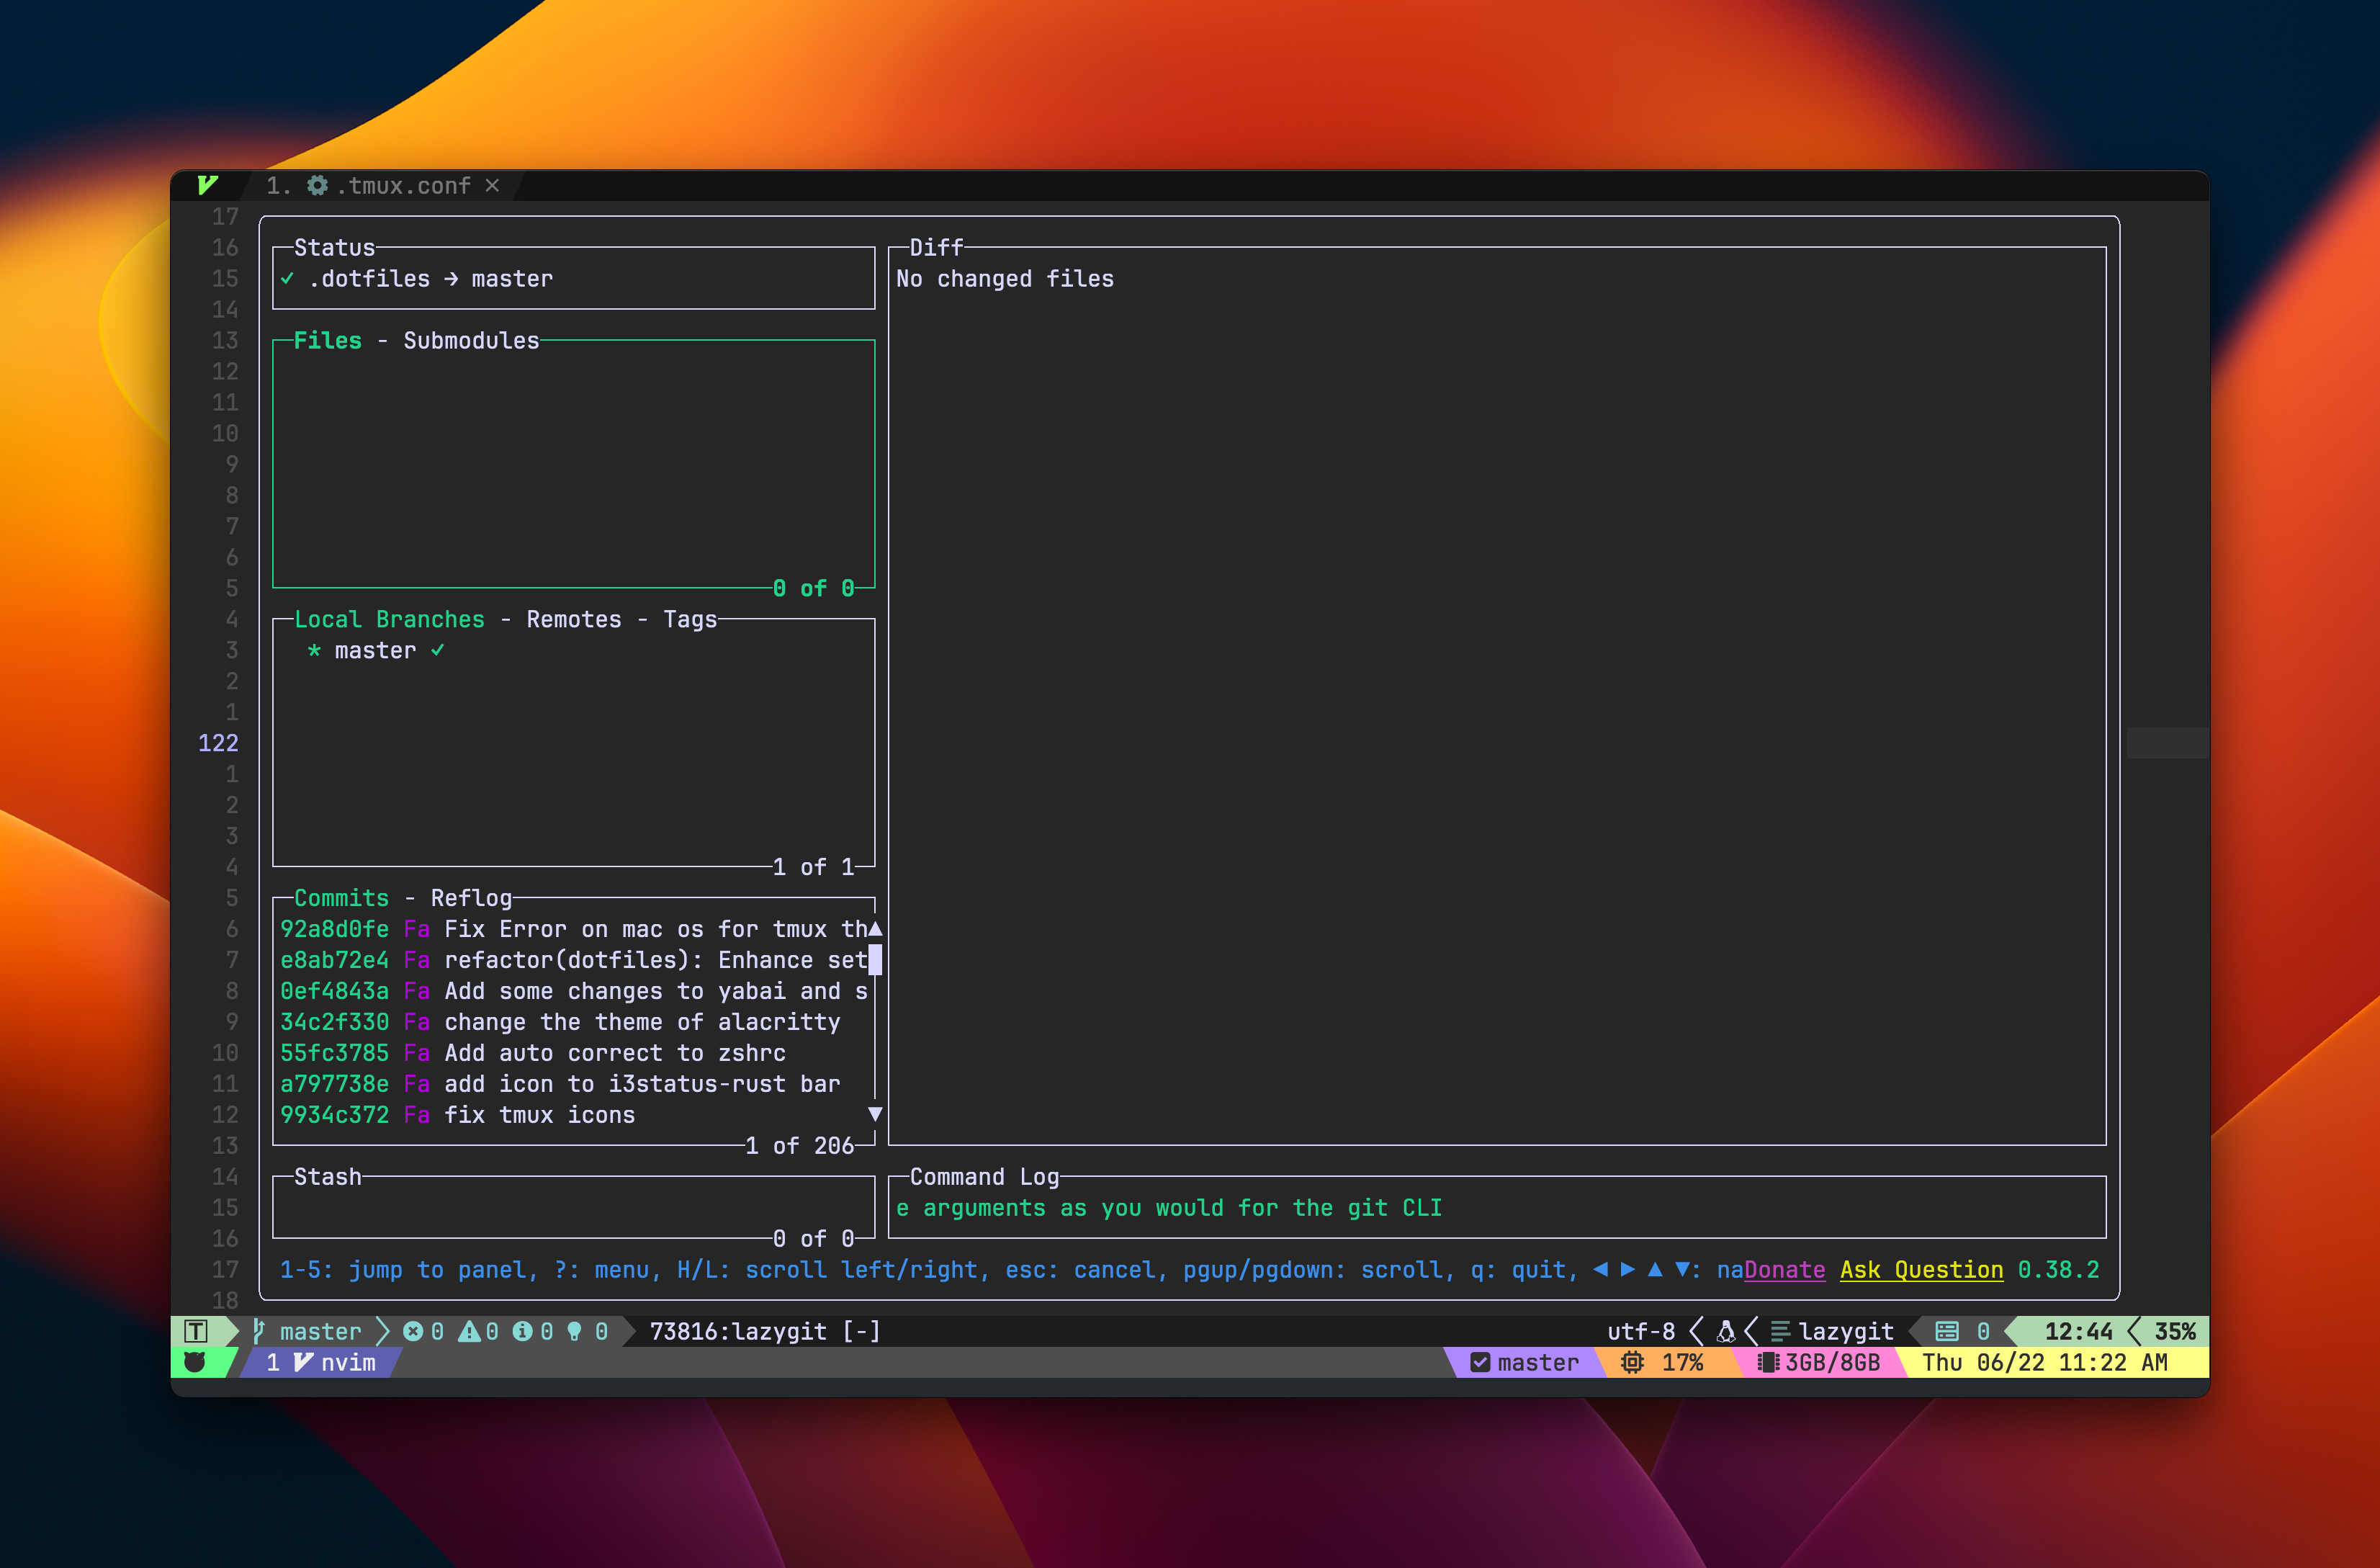 1. .tmux.conf ×
17
16 Status
15 ✓ .dotfiles → master
14
13 Files - Submodules
12
11
10
9
8
7
6
5 0 of 0
4 Local Branches - Remotes - Tags
3 * master ✓
2
1
122
1
2
3
4 1 of 1
5 Commits - Reflog
6 92a8d0fe Fa Fix Error on mac os for tmux th
7 e8ab72e4 Fa refactor(dotfiles): Enhance set
8 0ef4843a Fa Add some changes to yabai and s
9 34c2f330 Fa change the theme of alacritty
10 55fc3785 Fa Add auto correct to zshrc
11 a797738e Fa add icon to i3status-rust bar
12 9934c372 Fa fix tmux icons
13 1 of 206
14 Stash
15
16 0 of 0
Diff
No changed files
Command Log
e arguments as you would for the git CLI
17 1-5: jump to panel, ?: menu, H/L: scroll left/right, esc: cancel, pgup/pgdown: scroll, q: quit, ◀ ▶ ▲ ▼: naDonate Ask Question 0.38.2
18
T master 0 0 0 0 73816:lazygit [-] utf-8 lazygit 0 12:44 35%
1 nvim master 17% 3GB/8GB Thu 06/22 11:22 AM